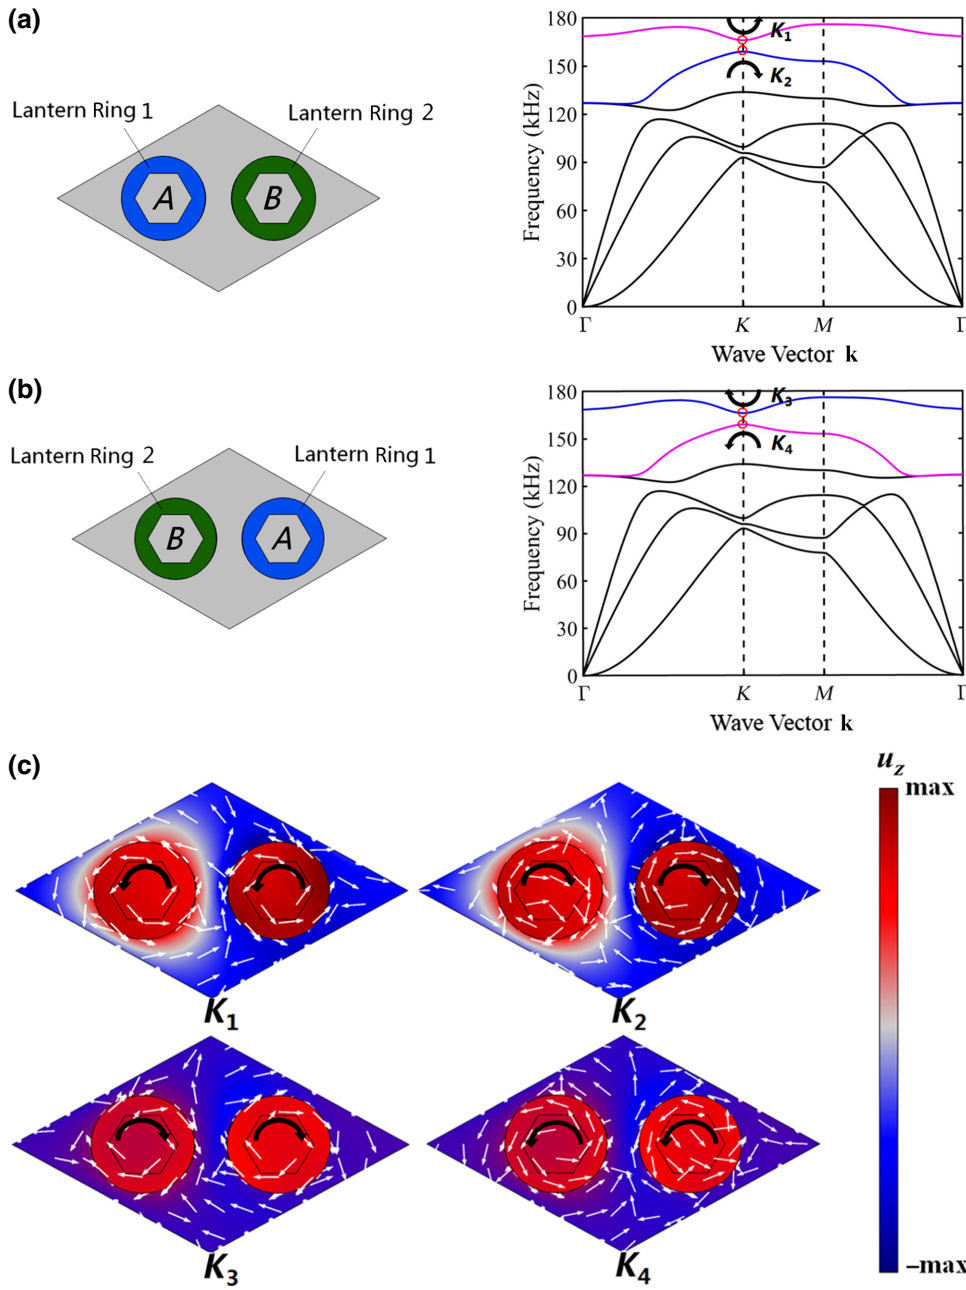 (a)
Lantern Ring 1
Lantern Ring 2
A
B
Frequency (kHz)
180
150
120
90
60
30
0
K1
K2
Γ
K
M
Γ
Wave Vector k
(b)
Lantern Ring 2
Lantern Ring 1
B
A
Frequency (kHz)
180
150
120
90
60
30
0
K3
K4
Γ
K
M
Γ
Wave Vector k
(c)
K1
K2
K3
K4
uz
max
–max